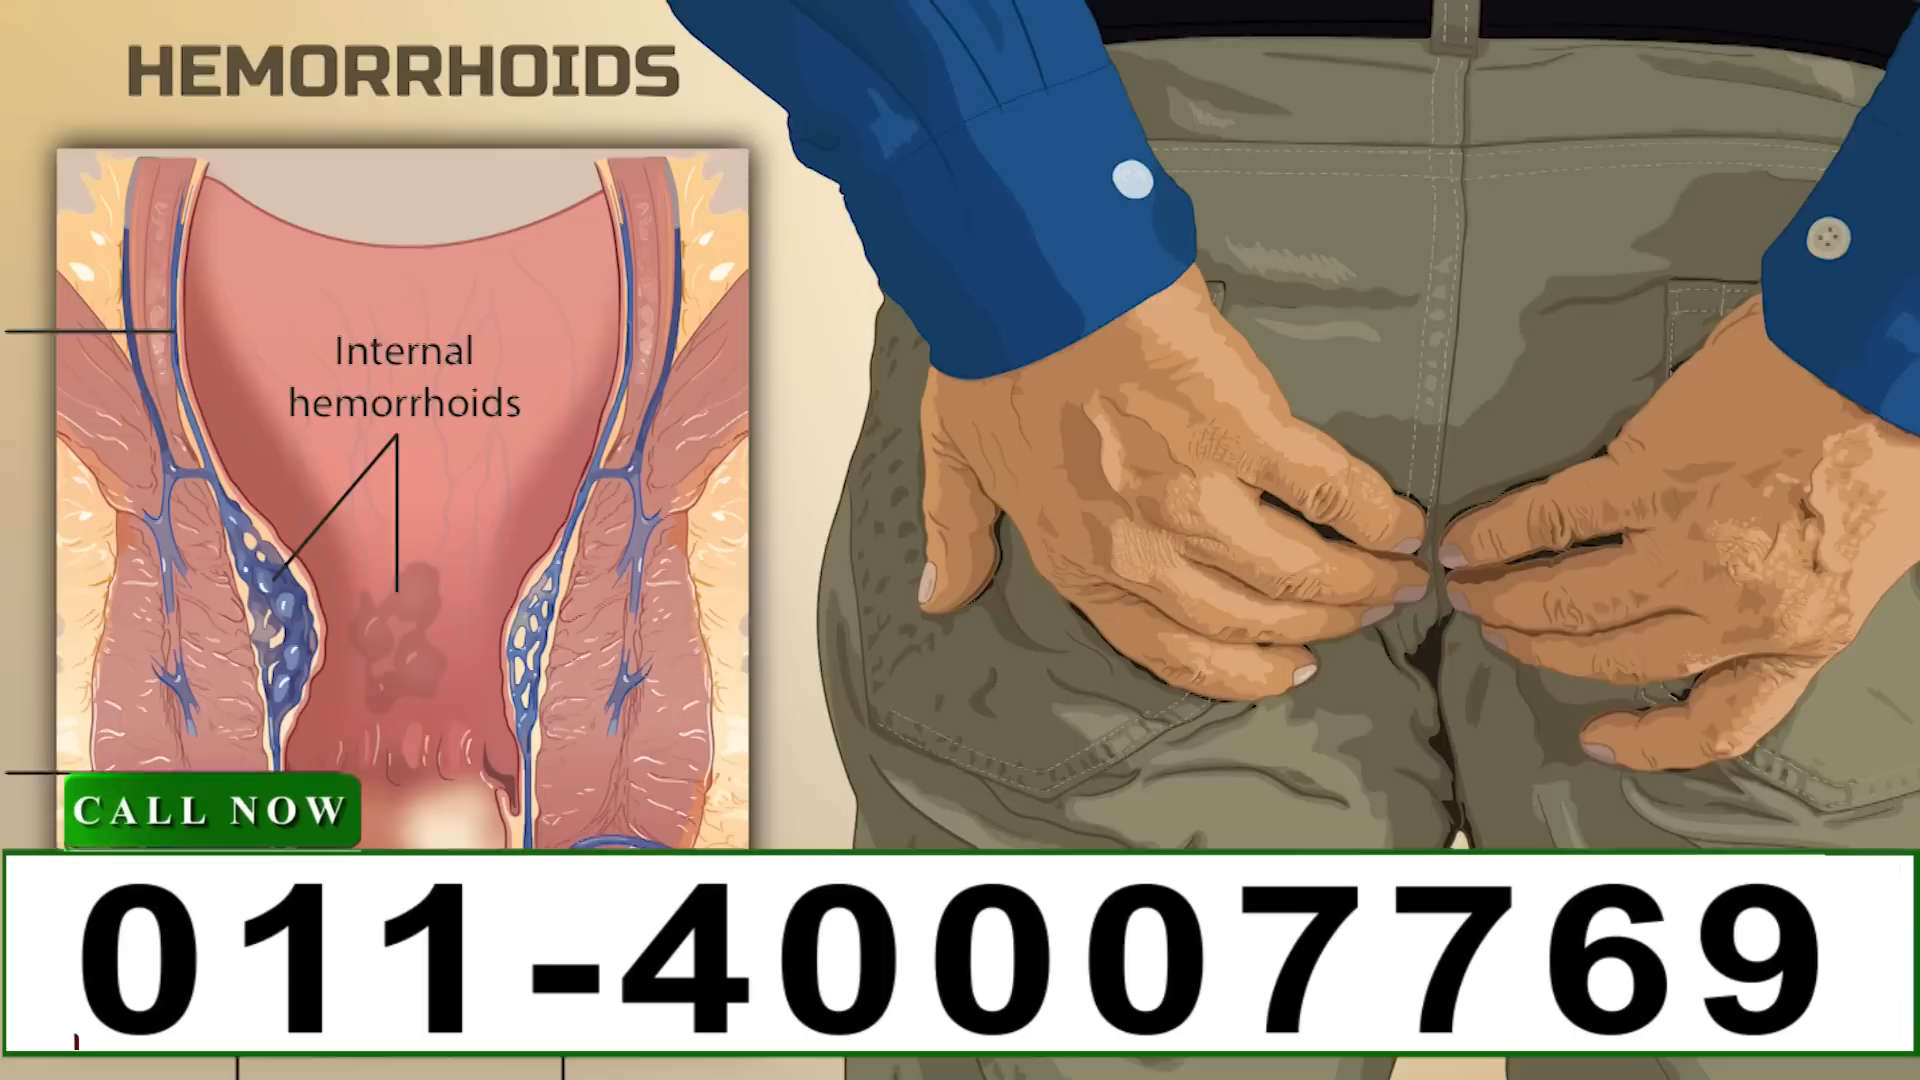 HEMORRHOIDS
Internal
hemorrhoids
CALL NOW
011-40007769